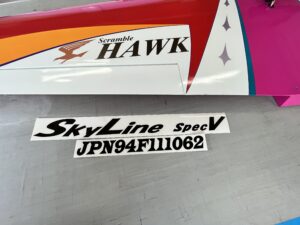 Scramble
HAWK
SkyLine SpecV
JPN94F111062